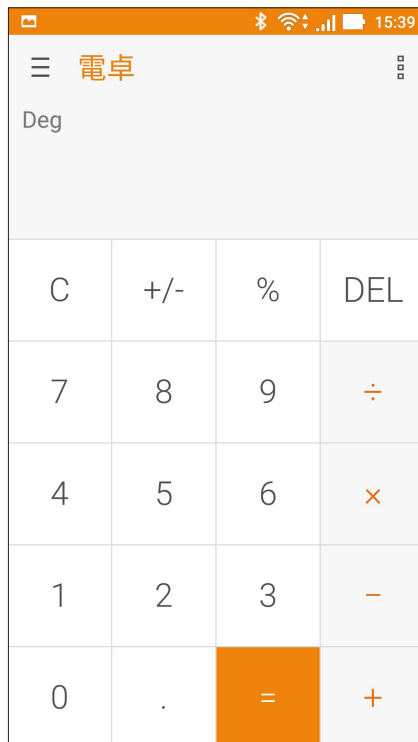 15:39
電卓
Deg
C +/- % DEL
7 8 9 ÷
4 5 6 ×
1 2 3 −
0 . = +